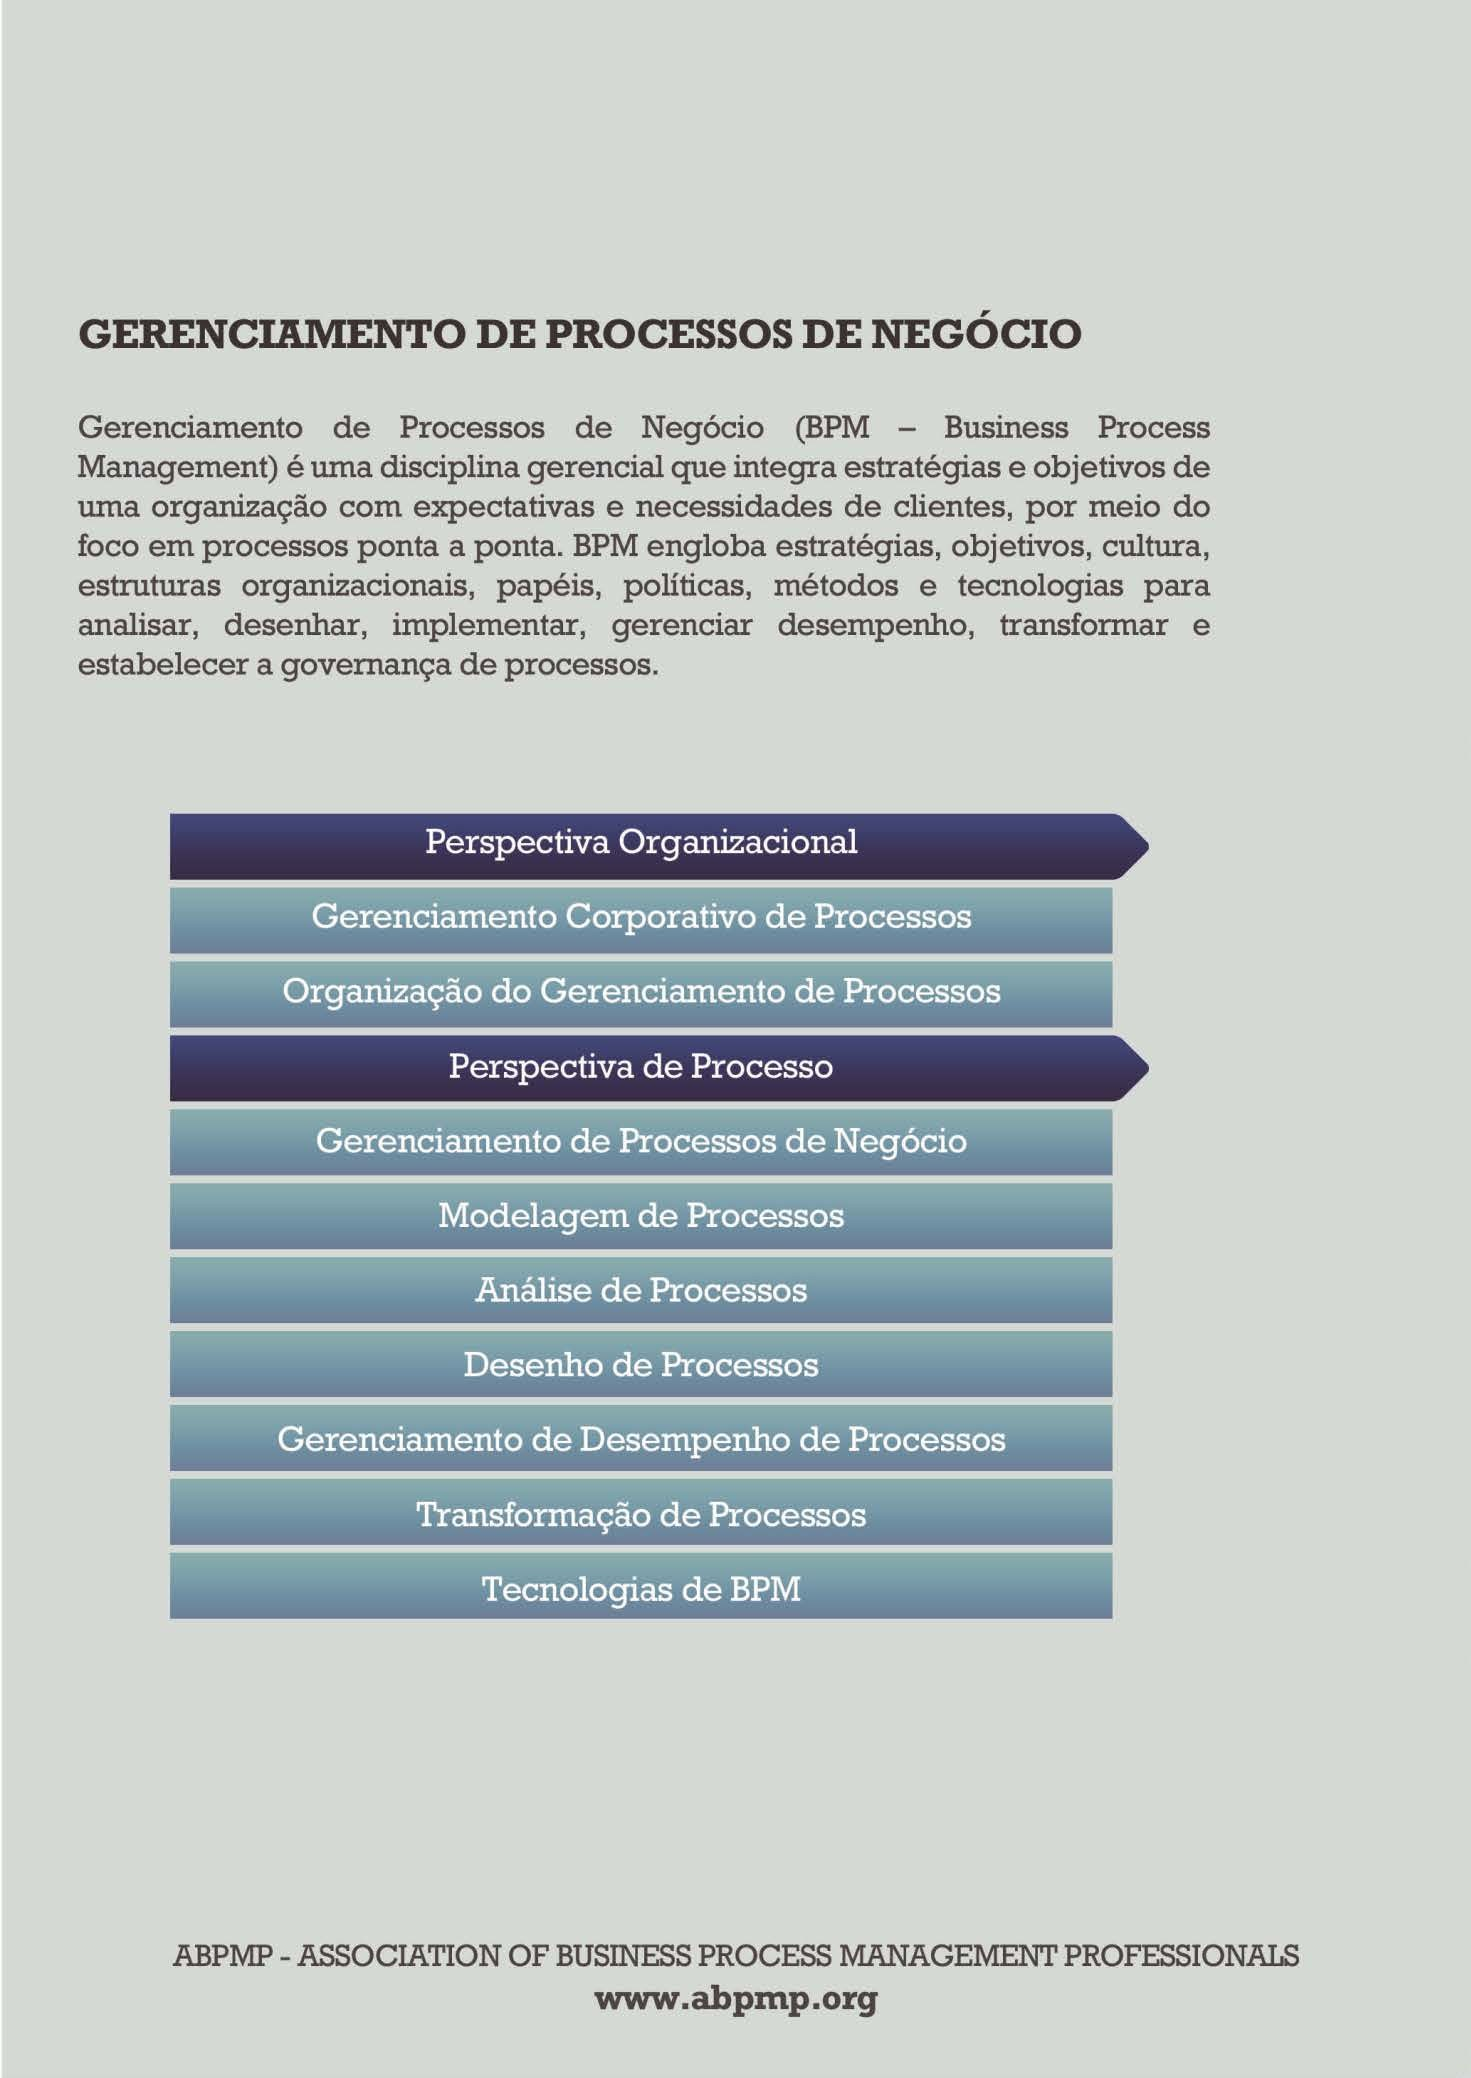 GERENCIAMENTO DE PROCESSOS DE NEGÓCIO
Gerenciamento de Processos de Negócio (BPM – Business Process
Management) é uma disciplina gerencial que integra estratégias e objetivos de
uma organização com expectativas e necessidades de clientes, por meio do
foco em processos ponta a ponta. BPM engloba estratégias, objetivos, cultura,
estruturas organizacionais, papéis, políticas, métodos e tecnologias para
analisar, desenhar, implementar, gerenciar desempenho, transformar e
estabelecer a governança de processos.
Perspectiva Organizacional
Gerenciamento Corporativo de Processos
Organização do Gerenciamento de Processos
Perspectiva de Processo
Gerenciamento de Processos de Negócio
Modelagem de Processos
Análise de Processos
Desenho de Processos
Gerenciamento de Desempenho de Processos
Transformação de Processos
Tecnologias de BPM
ABPMP - ASSOCIATION OF BUSINESS PROCESS MANAGEMENT PROFESSIONALS
www.abpmp.org